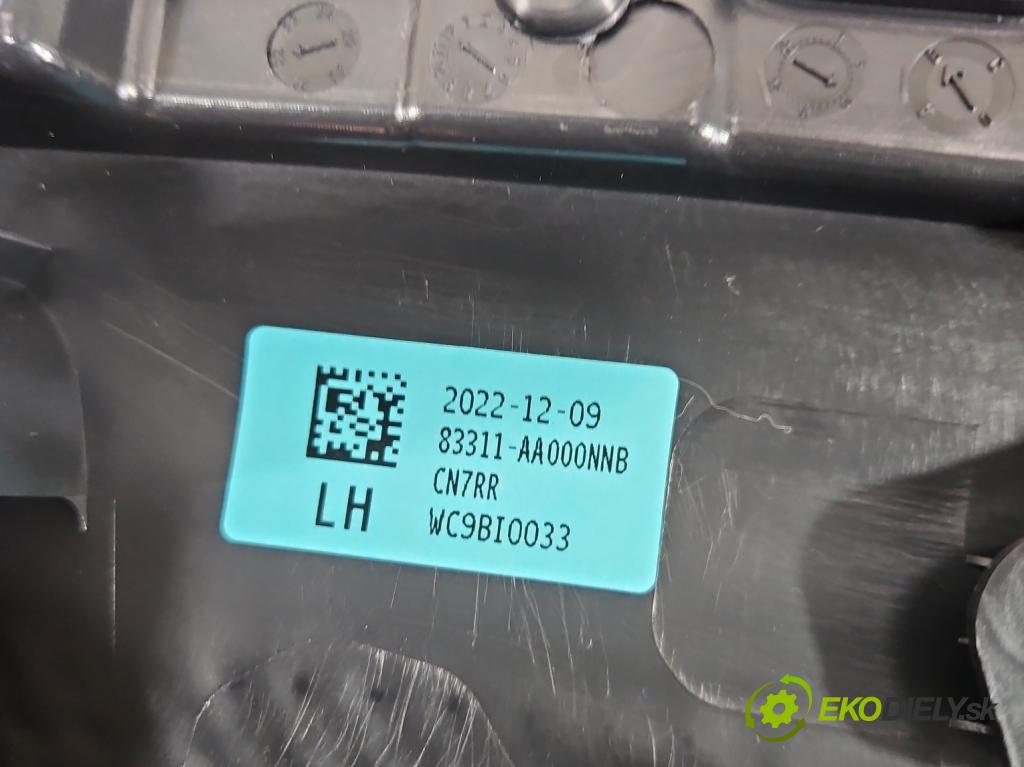 2022-12-09
83311-AA000NNB
CN7RR
LH
WC9BI0033
EKODIELY.sk